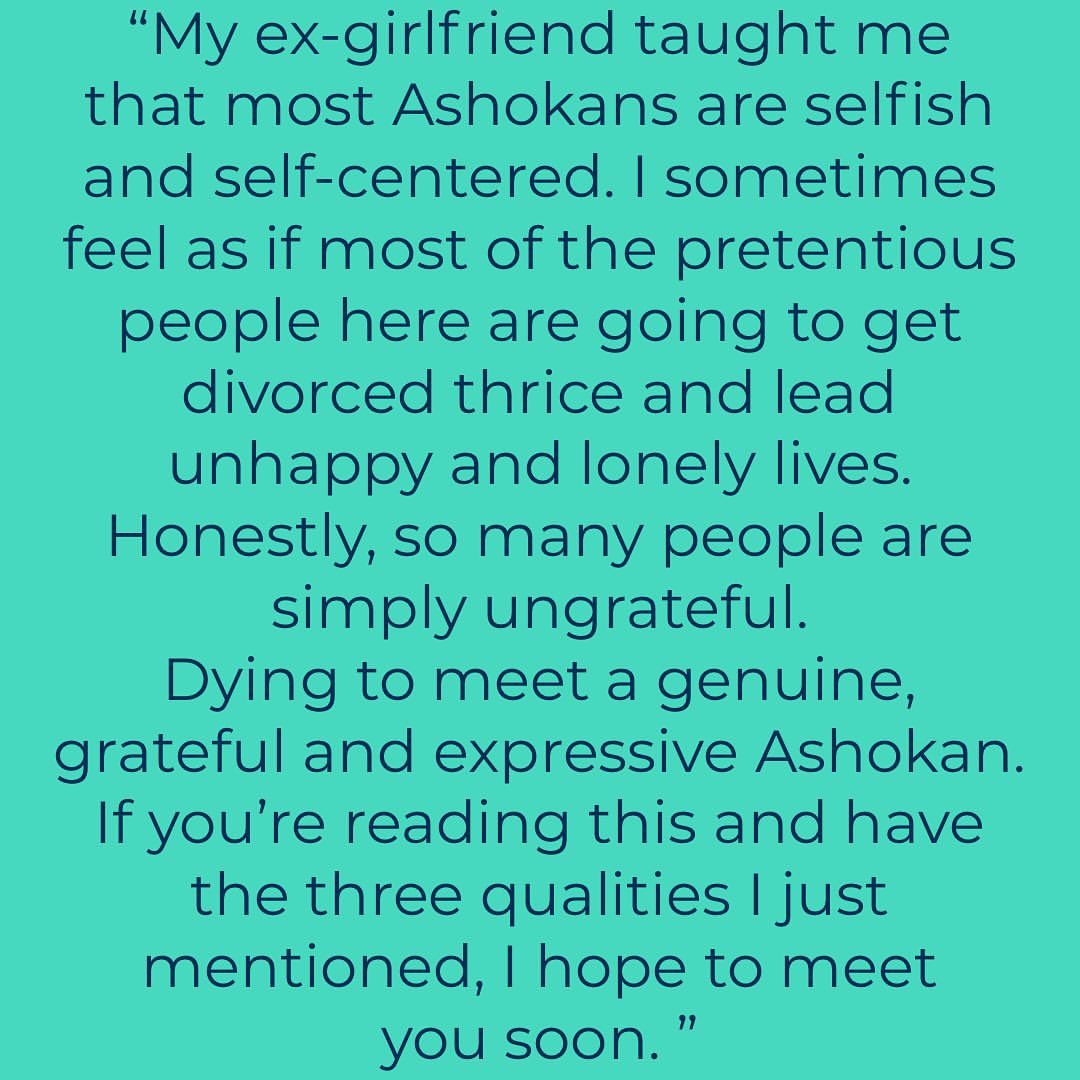 “My ex-girlfriend taught me
that most Ashokans are selfish
and self-centered. I sometimes
feel as if most of the pretentious
people here are going to get
divorced thrice and lead
unhappy and lonely lives.
Honestly, so many people are
simply ungrateful.
Dying to meet a genuine,
grateful and expressive Ashokan.
If you’re reading this and have
the three qualities I just
mentioned, I hope to meet
you soon. ”